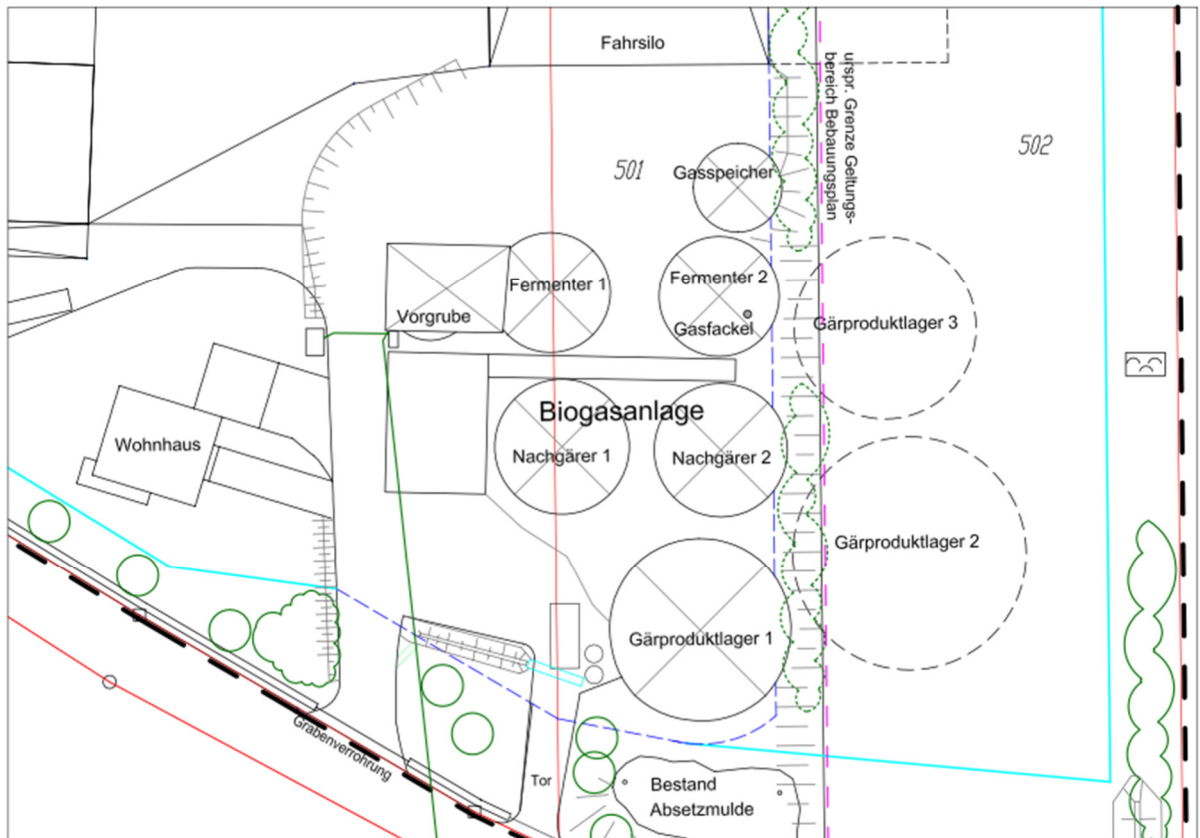 Fahrsilo
urspr. Grenze Geltungs-
bereich Bebauungsplan
501
502
Gasspeicher
Fermenter 1
Fermenter 2
Vorgrube
Gasfackel
Gärproduktlager 3
Biogasanlage
Wohnhaus
Nachgärer 1
Nachgärer 2
Gärproduktlager 2
Gärproduktlager 1
Grabenverrohrung
Tor
Bestand
Absetzmulde